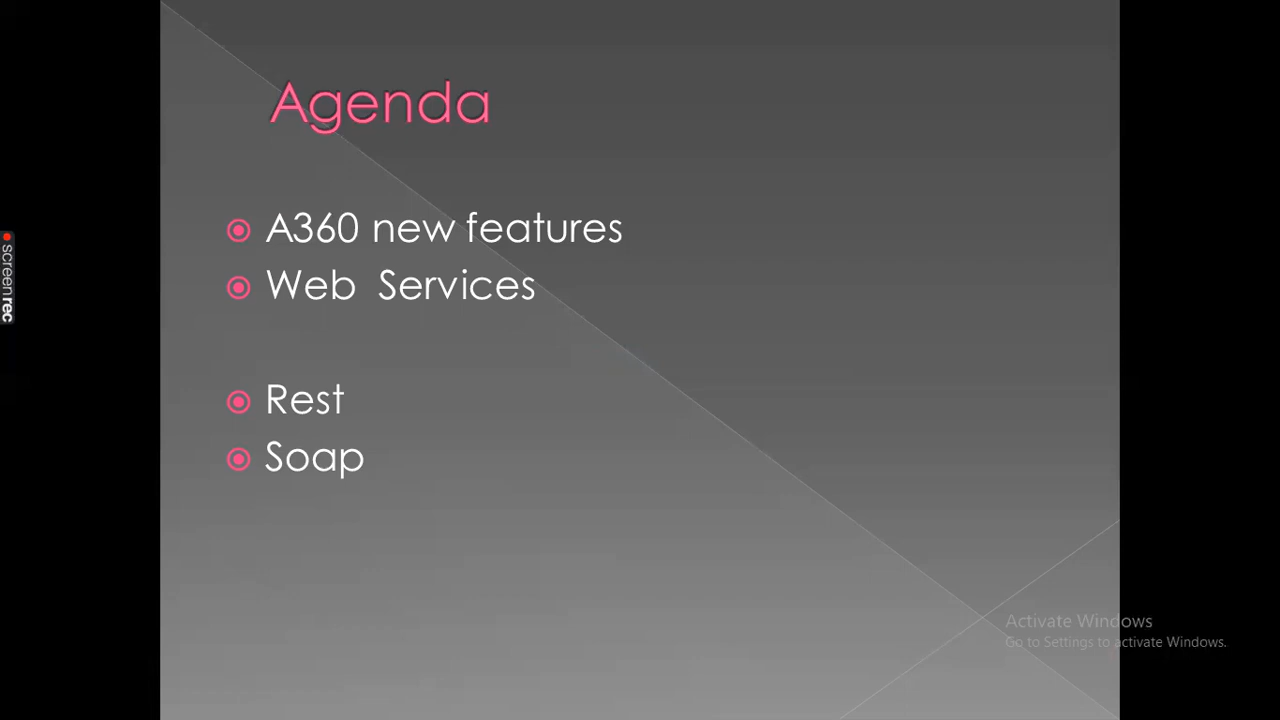 Agenda
A360 new features
Web Services
Rest
Soap
screenrec
Activate Windows
Go to Settings to activate Windows.